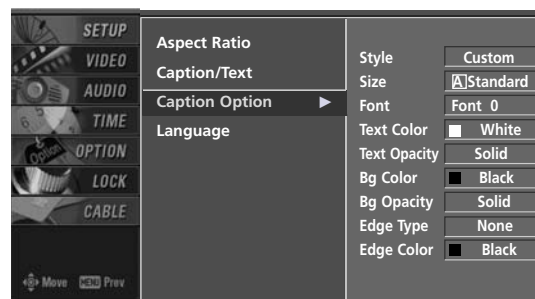 SETUP
VIDEO
AUDIO
TIME
OPTION
LOCK
CABLE
Move MENU Prev
Aspect Ratio
Caption/Text
Caption Option
Language
Style Custom
Size A Standard
Font Font 0
Text Color White
Text Opacity Solid
Bg Color Black
Bg Opacity Solid
Edge Type None
Edge Color Black